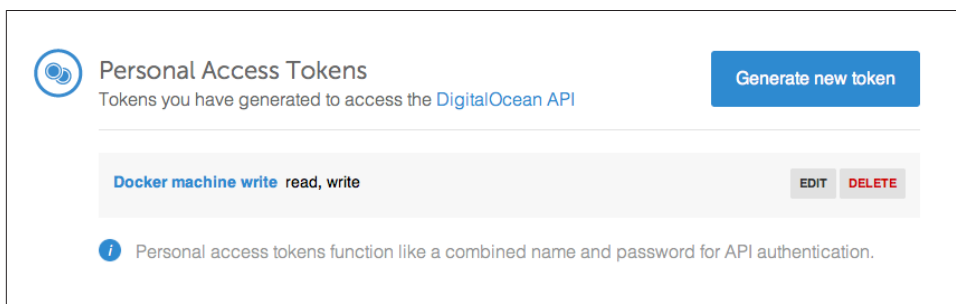 Personal Access Tokens
Generate new token
Tokens you have generated to access the DigitalOcean API
Docker machine write read, write
EDIT DELETE
i Personal access tokens function like a combined name and password for API authentication.